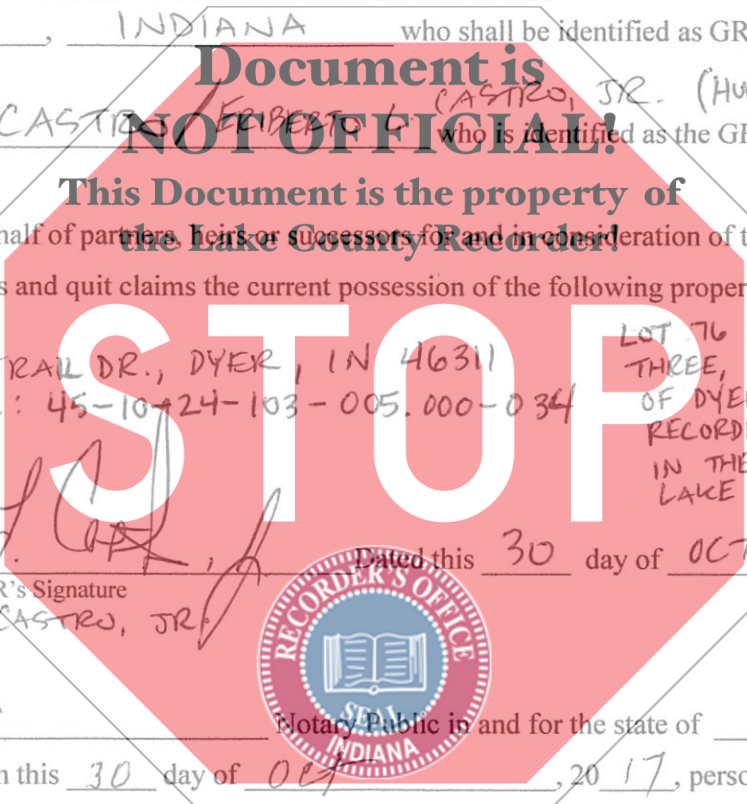 , INDIANA who shall be identified as GR
Document is
CASTRO, JR. (HU
NOT OFFICIAL!
CASTRO / ERIBERTO L. who is identified as the GR
This Document is the property of
half of partners, heirs or successors for and in consideration of t
the Lake County Recorder!
s and quit claims the current possession of the following proper
STOP
TRAIL DR., DYER, IN 46311
LOT 76
THREE,
: 45-10-24-103-005.000-034
OF DYER
RECORD
IN THE
LAKE
Dated this 30 day of OCT
R's Signature
CASTRO, JR.
RECORDER'S OFFICE
SEAL
INDIANA
Notary Public in and for the state of
n this 30 day of OCT, 20 17, perso